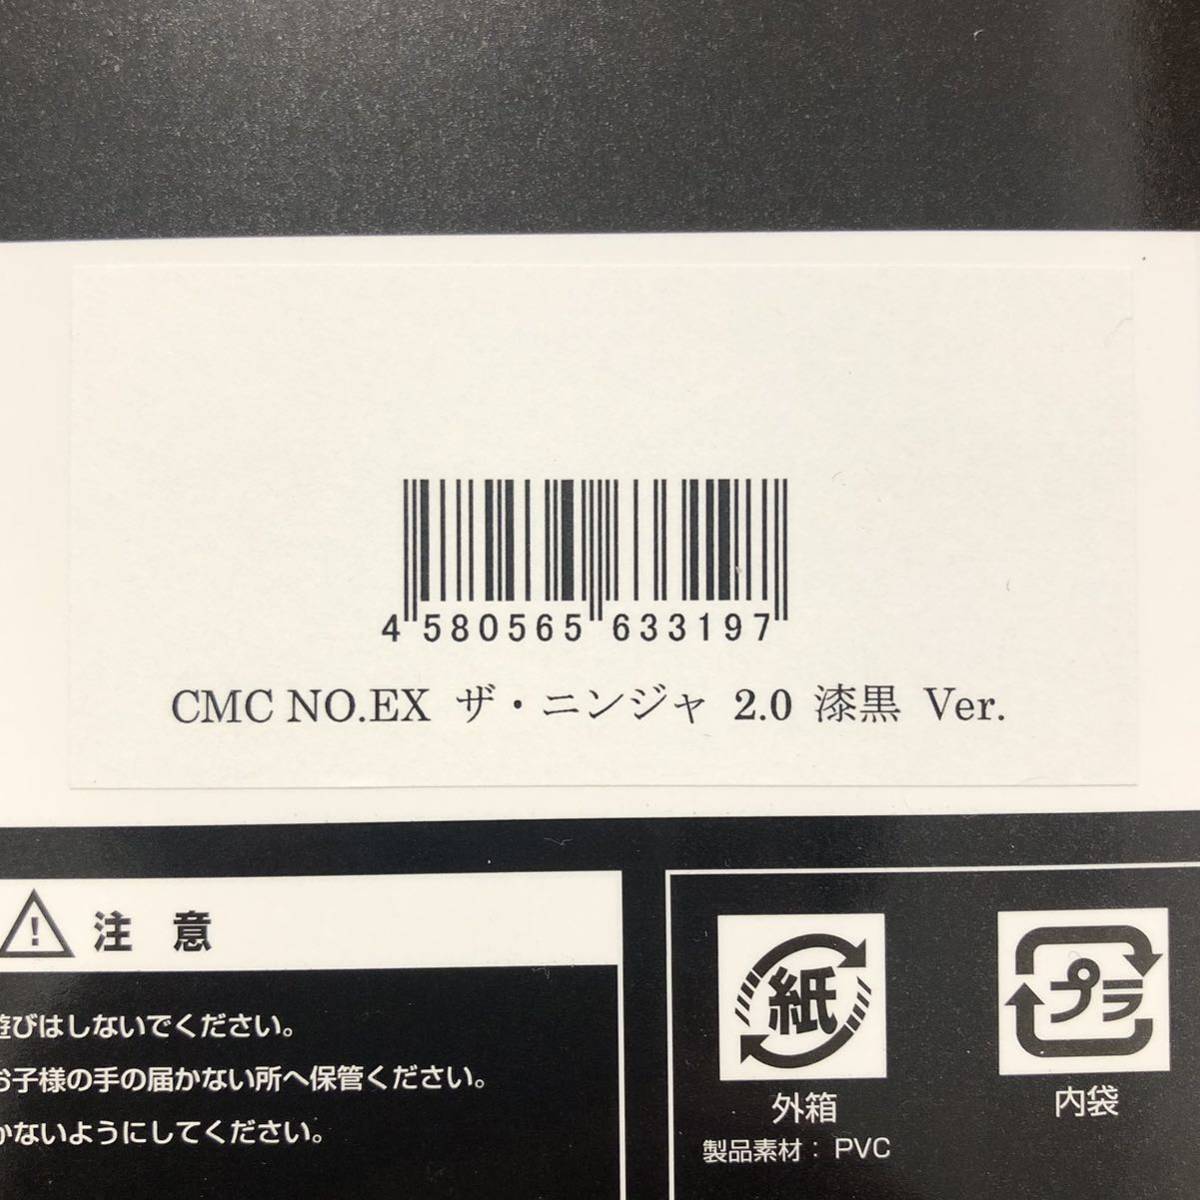 4 580565 633197
CMC NO.EX ザ・ニンジャ 2.0 漆黒 Ver.
注 意
遊びはしないでください。
お子様の手の届かない所へ保管ください。
かないようにしてください。
紙
プラ
外箱
内袋
製品素材： PVC